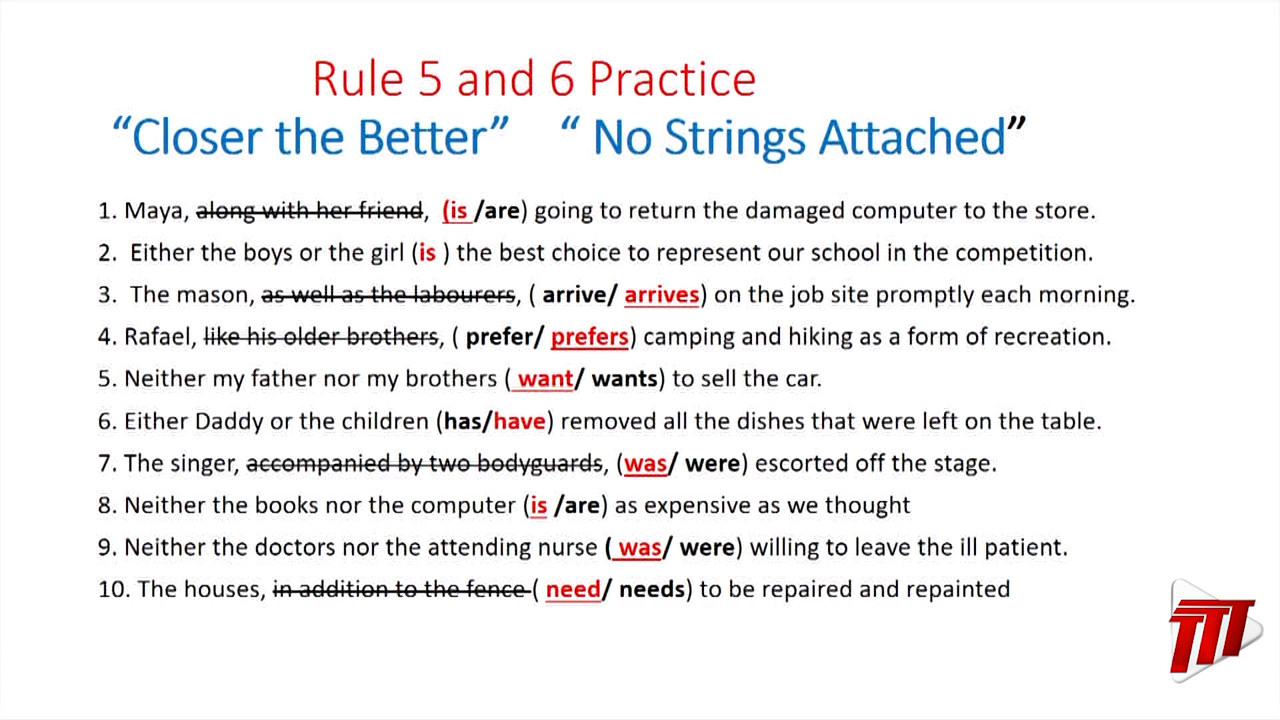 Rule 5 and 6 Practice
“Closer the Better” “ No Strings Attached”
1. Maya, along with her friend, (is /are) going to return the damaged computer to the store.
2. Either the boys or the girl (is ) the best choice to represent our school in the competition.
3. The mason, as well as the labourers, ( arrive/ arrives) on the job site promptly each morning.
4. Rafael, like his older brothers, ( prefer/ prefers) camping and hiking as a form of recreation.
5. Neither my father nor my brothers ( want/ wants) to sell the car.
6. Either Daddy or the children (has/have) removed all the dishes that were left on the table.
7. The singer, accompanied by two bodyguards, (was/ were) escorted off the stage.
8. Neither the books nor the computer (is /are) as expensive as we thought
9. Neither the doctors nor the attending nurse ( was/ were) willing to leave the ill patient.
10. The houses, in addition to the fence ( need/ needs) to be repaired and repainted
TTT